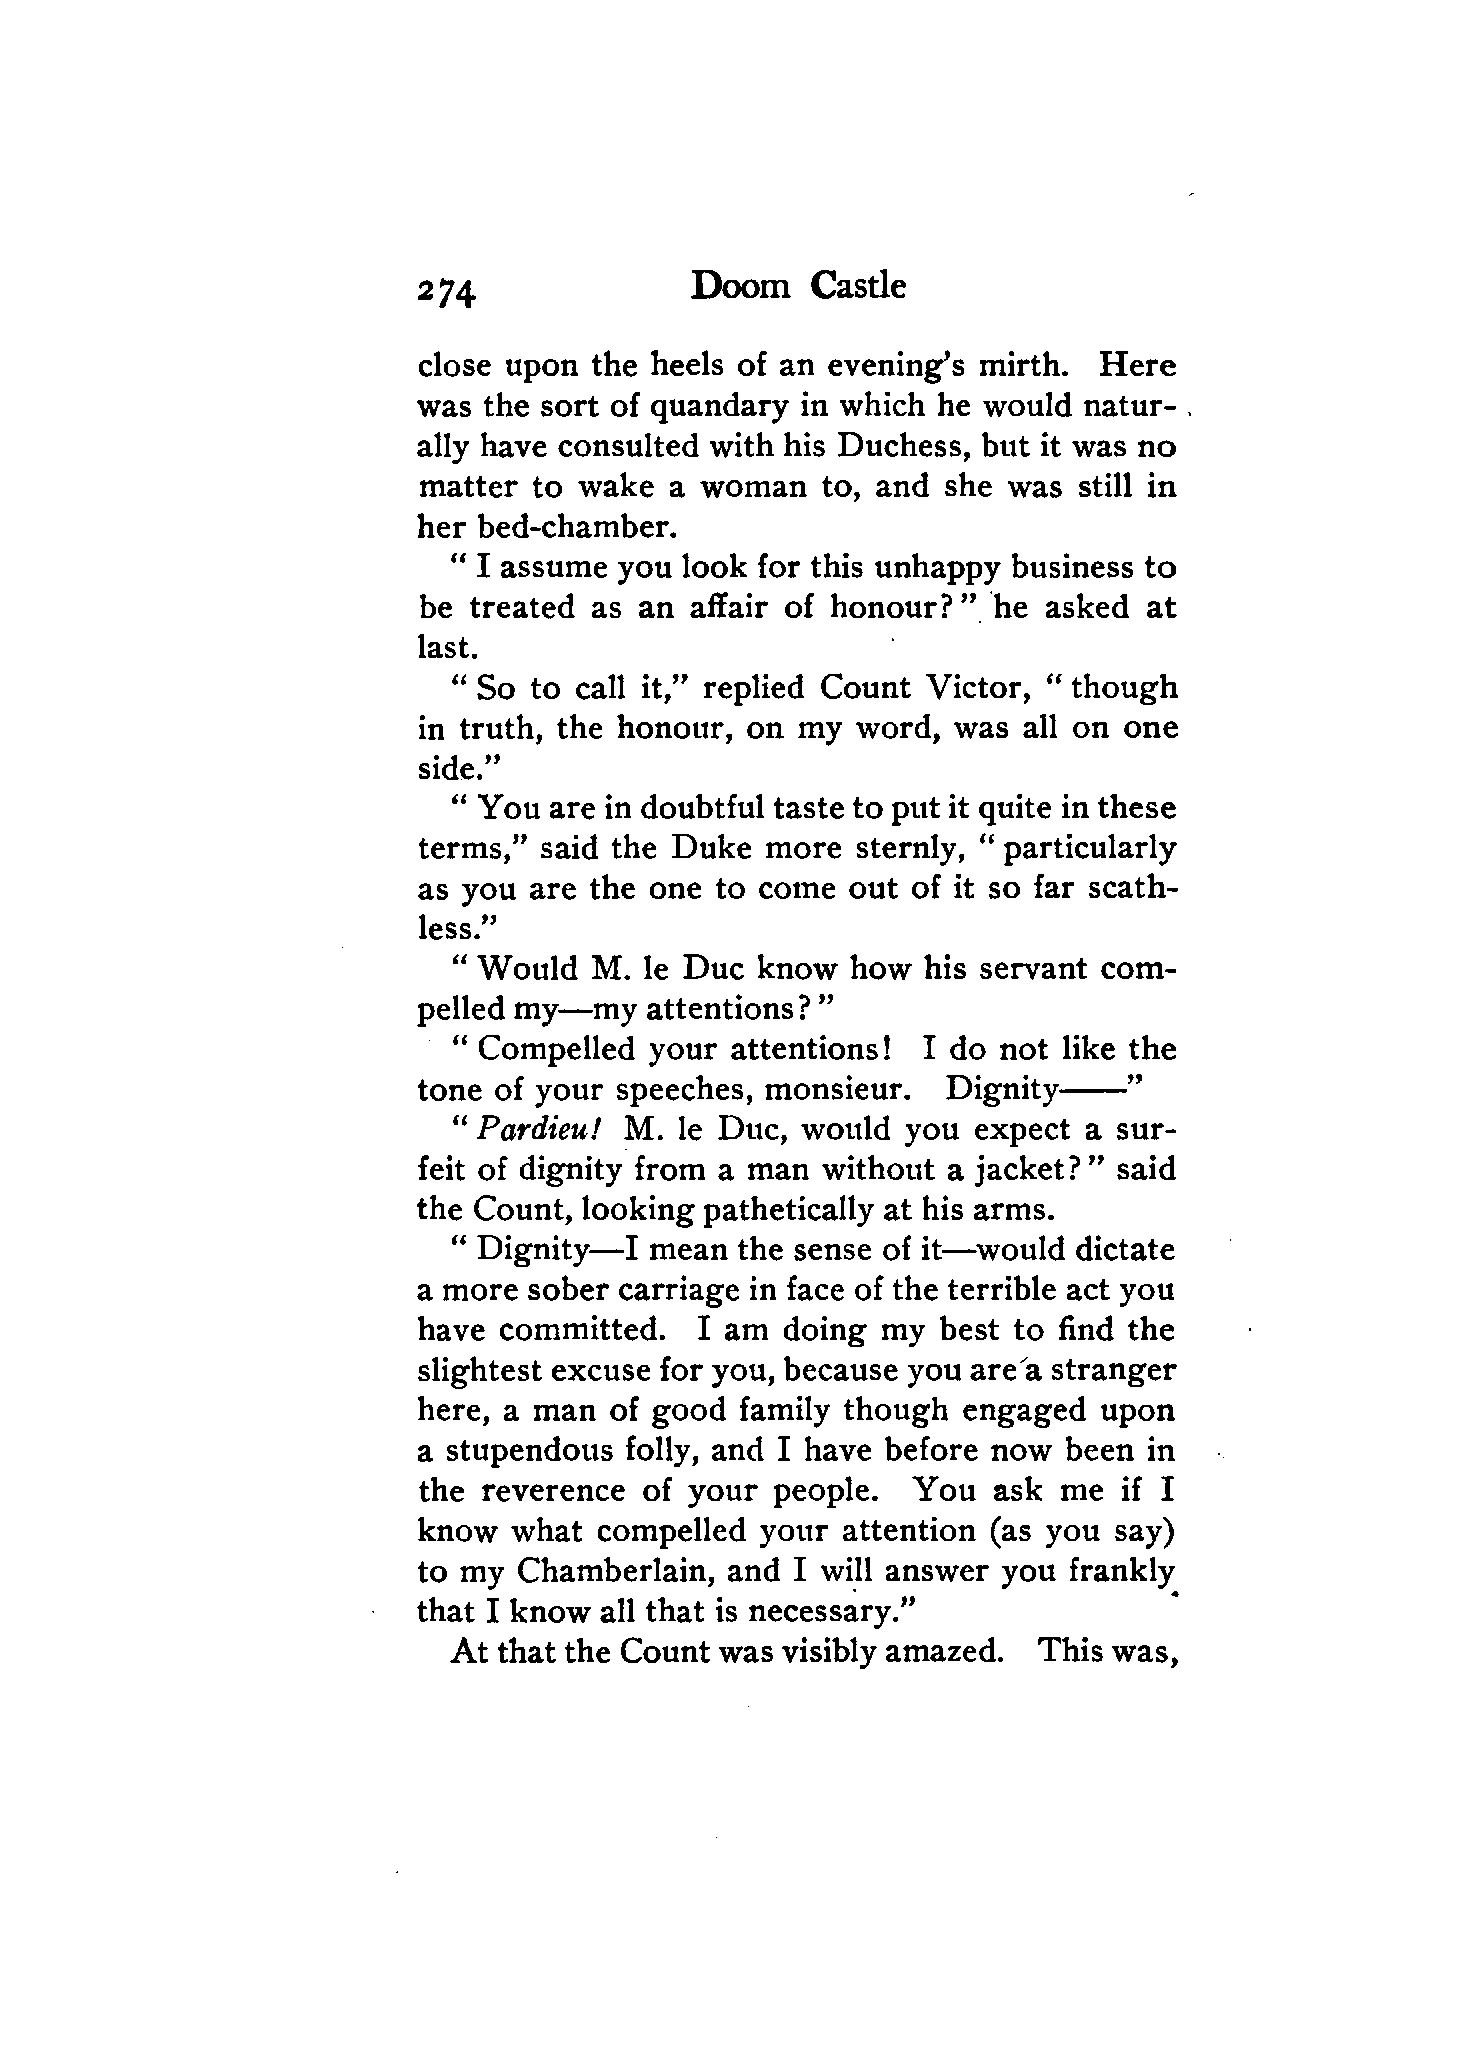 274 Doom Castle
close upon the heels of an evening's mirth. Here
was the sort of quandary in which he would natur-
ally have consulted with his Duchess, but it was no
matter to wake a woman to, and she was still in
her bed-chamber.
"I assume you look for this unhappy business to
be treated as an affair of honour?" he asked at
last.
"So to call it," replied Count Victor, "though
in truth, the honour, on my word, was all on one
side."
"You are in doubtful taste to put it quite in these
terms," said the Duke more sternly, "particularly
as you are the one to come out of it so far scath-
less."
"Would M. le Duc know how his servant com-
pelled my—my attentions?"
"Compelled your attentions! I do not like the
tone of your speeches, monsieur. Dignity——"
"Pardieu! M. le Duc, would you expect a sur-
feit of dignity from a man without a jacket?" said
the Count, looking pathetically at his arms.
"Dignity—I mean the sense of it—would dictate
a more sober carriage in face of the terrible act you
have committed. I am doing my best to find the
slightest excuse for you, because you are a stranger
here, a man of good family though engaged upon
a stupendous folly, and I have before now been in
the reverence of your people. You ask me if I
know what compelled your attention (as you say)
to my Chamberlain, and I will answer you frankly
that I know all that is necessary."
At that the Count was visibly amazed. This was,